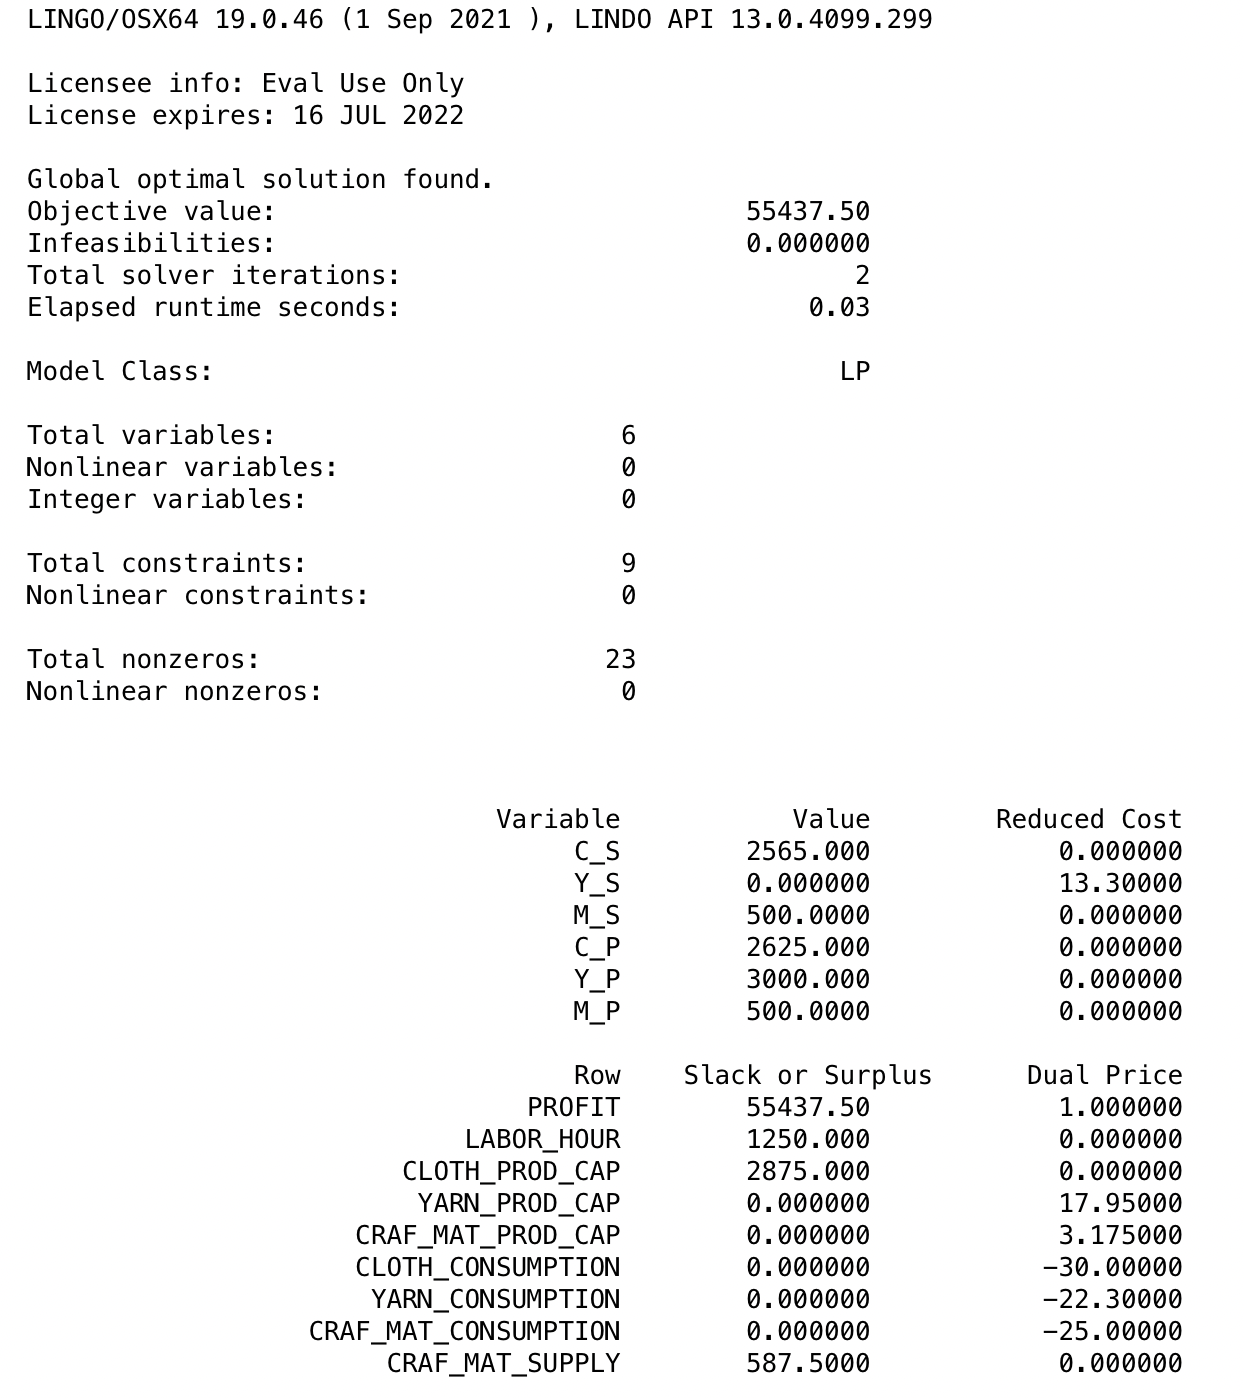 LINGO/OSX64 19.0.46 (1 Sep 2021 ), LINDO API 13.0.4099.299
Licensee info: Eval Use Only
License expires: 16 JUL 2022
Global optimal solution found.
Objective value: 55437.50
Infeasibilities: 0.000000
Total solver iterations: 2
Elapsed runtime seconds: 0.03
Model Class: LP
Total variables: 6
Nonlinear variables: 0
Integer variables: 0
Total constraints: 9
Nonlinear constraints: 0
Total nonzeros: 23
Nonlinear nonzeros: 0
Variable Value Reduced Cost
C_S 2565.000 0.000000
Y_S 0.000000 13.30000
M_S 500.0000 0.000000
C_P 2625.000 0.000000
Y_P 3000.000 0.000000
M_P 500.0000 0.000000
Row Slack or Surplus Dual Price
PROFIT 55437.50 1.000000
LABOR_HOUR 1250.000 0.000000
CLOTH_PROD_CAP 2875.000 0.000000
YARN_PROD_CAP 0.000000 17.95000
CRAF_MAT_PROD_CAP 0.000000 3.175000
CLOTH_CONSUMPTION 0.000000 -30.00000
YARN_CONSUMPTION 0.000000 -22.30000
CRAF_MAT_CONSUMPTION 0.000000 -25.00000
CRAF_MAT_SUPPLY 587.5000 0.000000